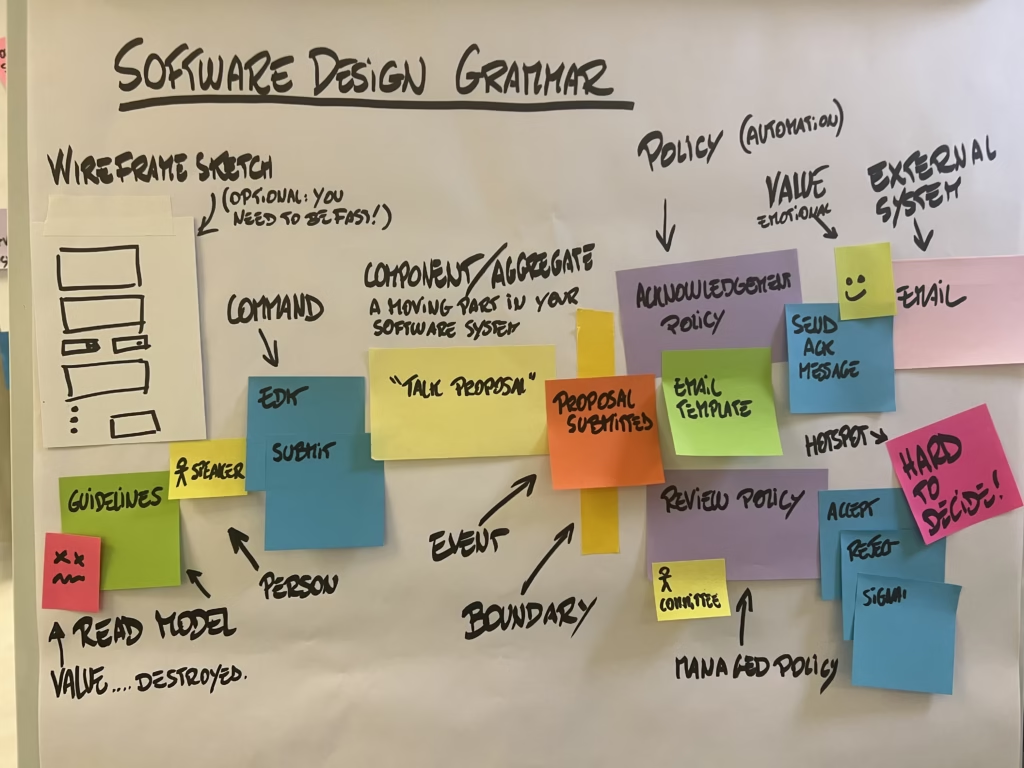 SOFTWARE DESIGN GRAMMAR
WIREFRAME SKETCH
(OPTIONAL: YOU
NEED TO BE FAST!)
COMMAND
COMPONENT/AGGREGATE
A MOVING PART IN YOUR
SOFTWARE SYSTEM
POLICY (AUTOMATION)
VALUE
EMOTIONAL
EXTERNAL
SYSTEM
EDIT
SUBMIT
"TALK PROPOSAL"
PROPOSAL
SUBMITTED
ACKNOWLEDGEMENT
POLICY
EMAIL
TEMPLATE
SEND
ACK
MESSAGE
EMAIL
HOTSPOT
HARD
TO
DECIDE!
GUIDELINES
SPEAKER
PERSON
READ MODEL
VALUE.... DESTROYED.
EVENT
BOUNDARY
REVIEW POLICY
COMMITTEE
MANAGED POLICY
ACCEPT
REJECT